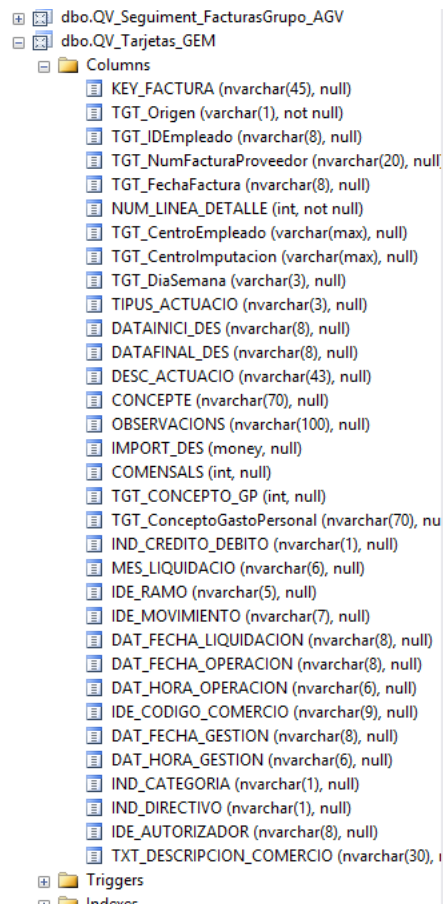 dbo.QV_Seguiment_FacturasGrupo_AGV
dbo.QV_Tarjetas_GEM
Columns
KEY_FACTURA (nvarchar(45), null)
TGT_Origen (varchar(1), not null)
TGT_IDEmpleado (nvarchar(8), null)
TGT_NumFacturaProveedor (nvarchar(20), null)
TGT_FechaFactura (nvarchar(8), null)
NUM_LINEA_DETALLE (int, not null)
TGT_CentroEmpleado (varchar(max), null)
TGT_CentroImputacion (varchar(max), null)
TGT_DiaSemana (varchar(3), null)
TIPUS_ACTUACIO (nvarchar(3), null)
DATAINICI_DES (nvarchar(8), null)
DATAFINAL_DES (nvarchar(8), null)
DESC_ACTUACIO (nvarchar(43), null)
CONCEPTE (nvarchar(70), null)
OBSERVACIONS (nvarchar(100), null)
IMPORT_DES (money, null)
COMENSALS (int, null)
TGT_CONCEPTO_GP (int, null)
TGT_ConceptoGastoPersonal (nvarchar(70), nu
IND_CREDITO_DEBITO (nvarchar(1), null)
MES_LIQUIDACIO (nvarchar(6), null)
IDE_RAMO (nvarchar(5), null)
IDE_MOVIMIENTO (nvarchar(7), null)
DAT_FECHA_LIQUIDACION (nvarchar(8), null)
DAT_FECHA_OPERACION (nvarchar(8), null)
DAT_HORA_OPERACION (nvarchar(6), null)
IDE_CODIGO_COMERCIO (nvarchar(9), null)
DAT_FECHA_GESTION (nvarchar(8), null)
DAT_HORA_GESTION (nvarchar(6), null)
IND_CATEGORIA (nvarchar(1), null)
IND_DIRECTIVO (nvarchar(1), null)
IDE_AUTORIZADOR (nvarchar(8), null)
TXT_DESCRIPCION_COMERCIO (nvarchar(30),
Triggers
Indexes